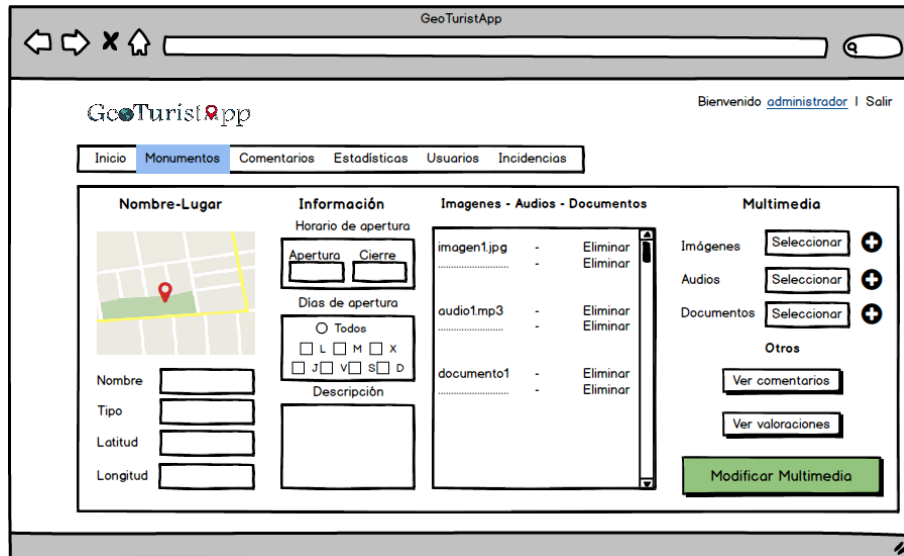 GeoTuristApp
GeoTuristApp
Bienvenido administrador | Salir
Inicio Monumentos Comentarios Estadísticas Usuarios Incidencias
Nombre-Lugar
Nombre
Tipo
Latitud
Longitud
Información
Horario de apertura
Apertura Cierre
Días de apertura
Todos
L M X
J V S D
Descripción
Imagenes - Audios - Documentos
imagen1.jpg - Eliminar
........................ - Eliminar
audio1.mp3 - Eliminar
........................ - Eliminar
documento1 - Eliminar
........................ - Eliminar
Multimedia
Imágenes Seleccionar
Audios Seleccionar
Documentos Seleccionar
Otros
Ver comentarios
Ver valoraciones
Modificar Multimedia